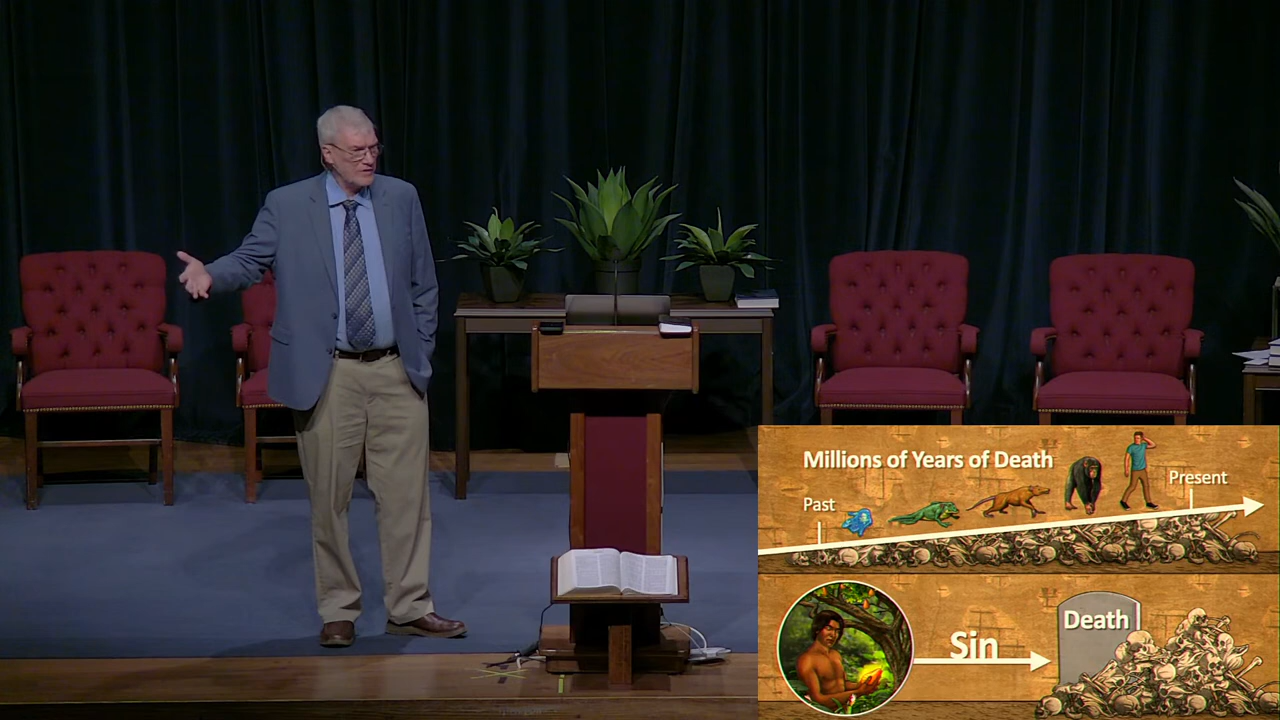 Millions of Years of Death
Past
Present
Sin
Death